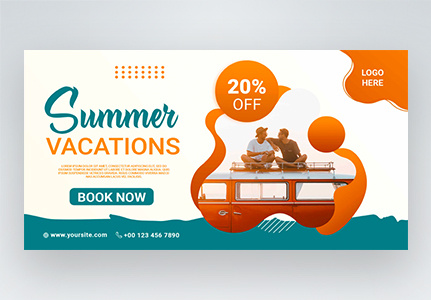 Summer
VACATIONS
BOOK NOW
20%
OFF
LOGO
HERE
www.yoursite.com
+00 123 456 7890